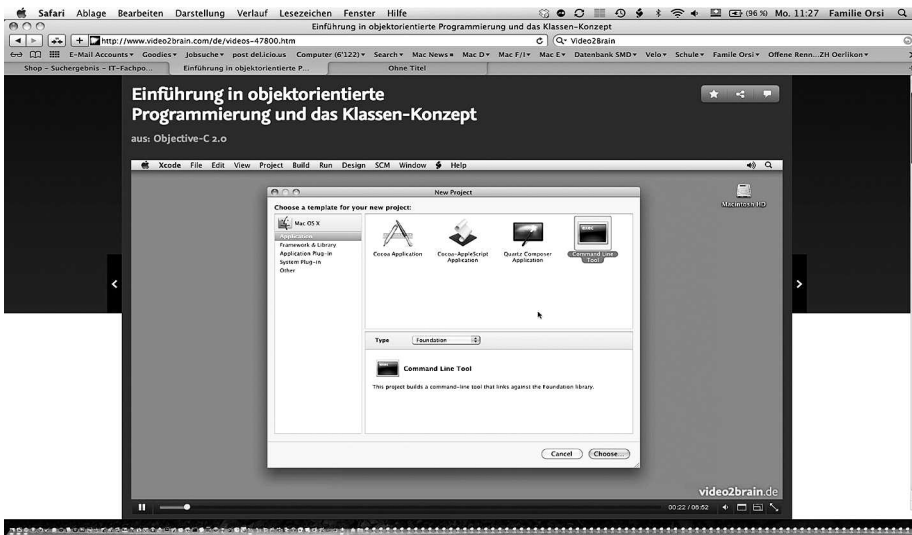 Safari Ablage Bearbeiten Darstellung Verlauf Lesezeichen Fenster Hilfe (96 %) Mo. 11:27 Familie Orsi
Einführung in objektorientierte Programmierung und das Klassen-Konzept
http://www.video2brain.com/de/videos-47800.htm Video2Brain
E-Mail Accounts Goodies Jobsuche post del.icio.us Computer (6'122) Search Mac News Mac D Mac F/I Mac E Datenbank SMD Velo Schule Famile Orsi Offene Renn...ZH Oerlikon
Shop – Suchergebnis – IT-Fachpo... Einführung in objektorientierte P... Ohne Titel
Einführung in objektorientierte
Programmierung und das Klassen-Konzept
aus: Objective-C 2.0
Xcode File Edit View Project Build Run Design SCM Window Help
Macintosh HD
New Project
Choose a template for your new project:
Mac OS X
Application
Framework & Library
Application Plug-in
System Plug-in
Other
Cocoa Application
Cocoa-AppleScript
Application
Quartz Composer
Application
Command Line
Tool
Type Foundation
Command Line Tool
This project builds a command-line tool that links against the Foundation library.
Cancel Choose...
video2brain.de
00:22 / 06:52